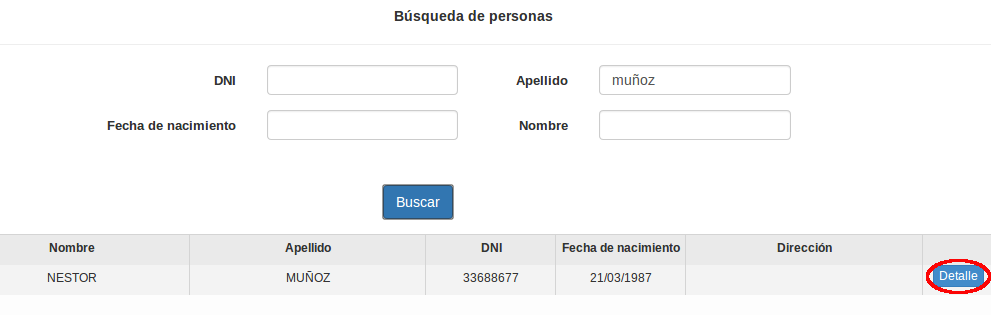 Búsqueda de personas
DNI Apellido muñoz
Fecha de nacimiento Nombre
Buscar
Nombre Apellido DNI Fecha de nacimiento Dirección
NESTOR MUÑOZ 33688677 21/03/1987 Detalle